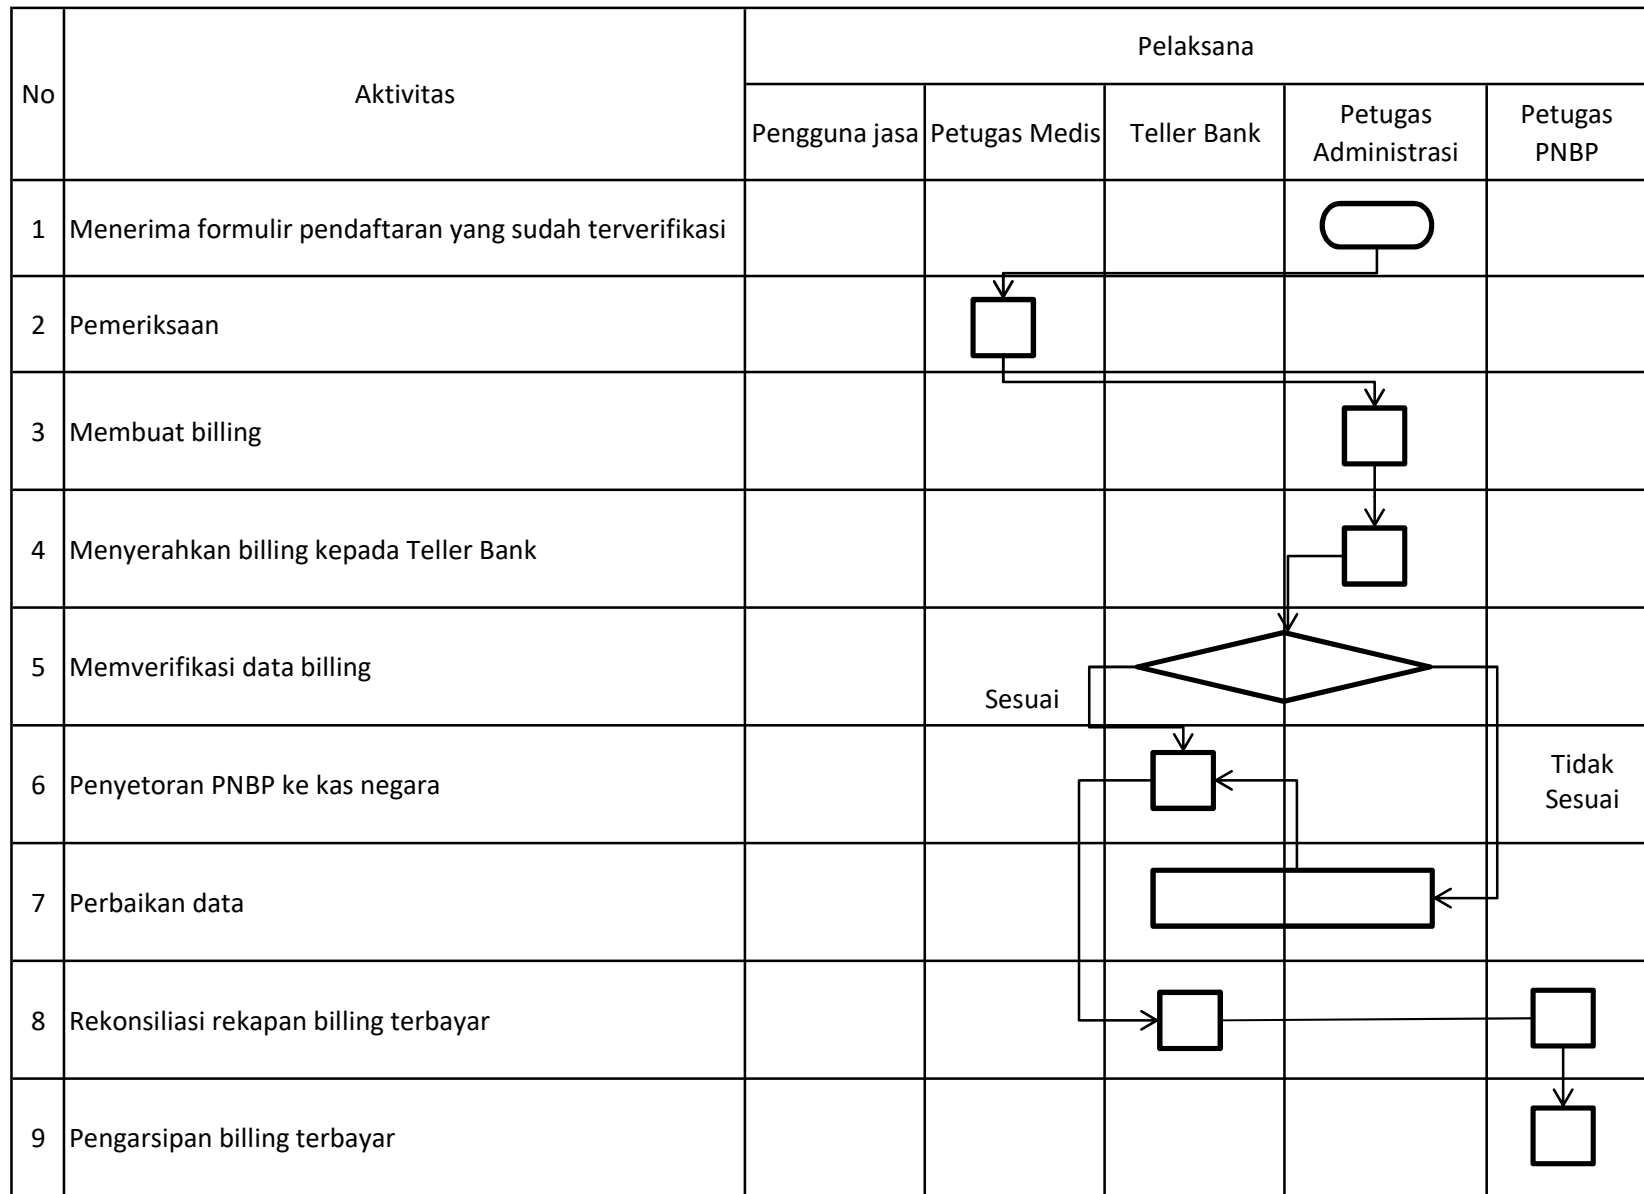 Pelaksana
No
Aktivitas
Pengguna jasa
Petugas Medis
Teller Bank
Petugas
Administrasi
Petugas
PNBP
1
Menerima formulir pendaftaran yang sudah terverifikasi
2
Pemeriksaan
3
Membuat billing
4
Menyerahkan billing kepada Teller Bank
5
Memverifikasi data billing
Sesuai
6
Penyetoran PNBP ke kas negara
Tidak
Sesuai
7
Perbaikan data
8
Rekonsiliasi rekapan billing terbayar
9
Pengarsipan billing terbayar